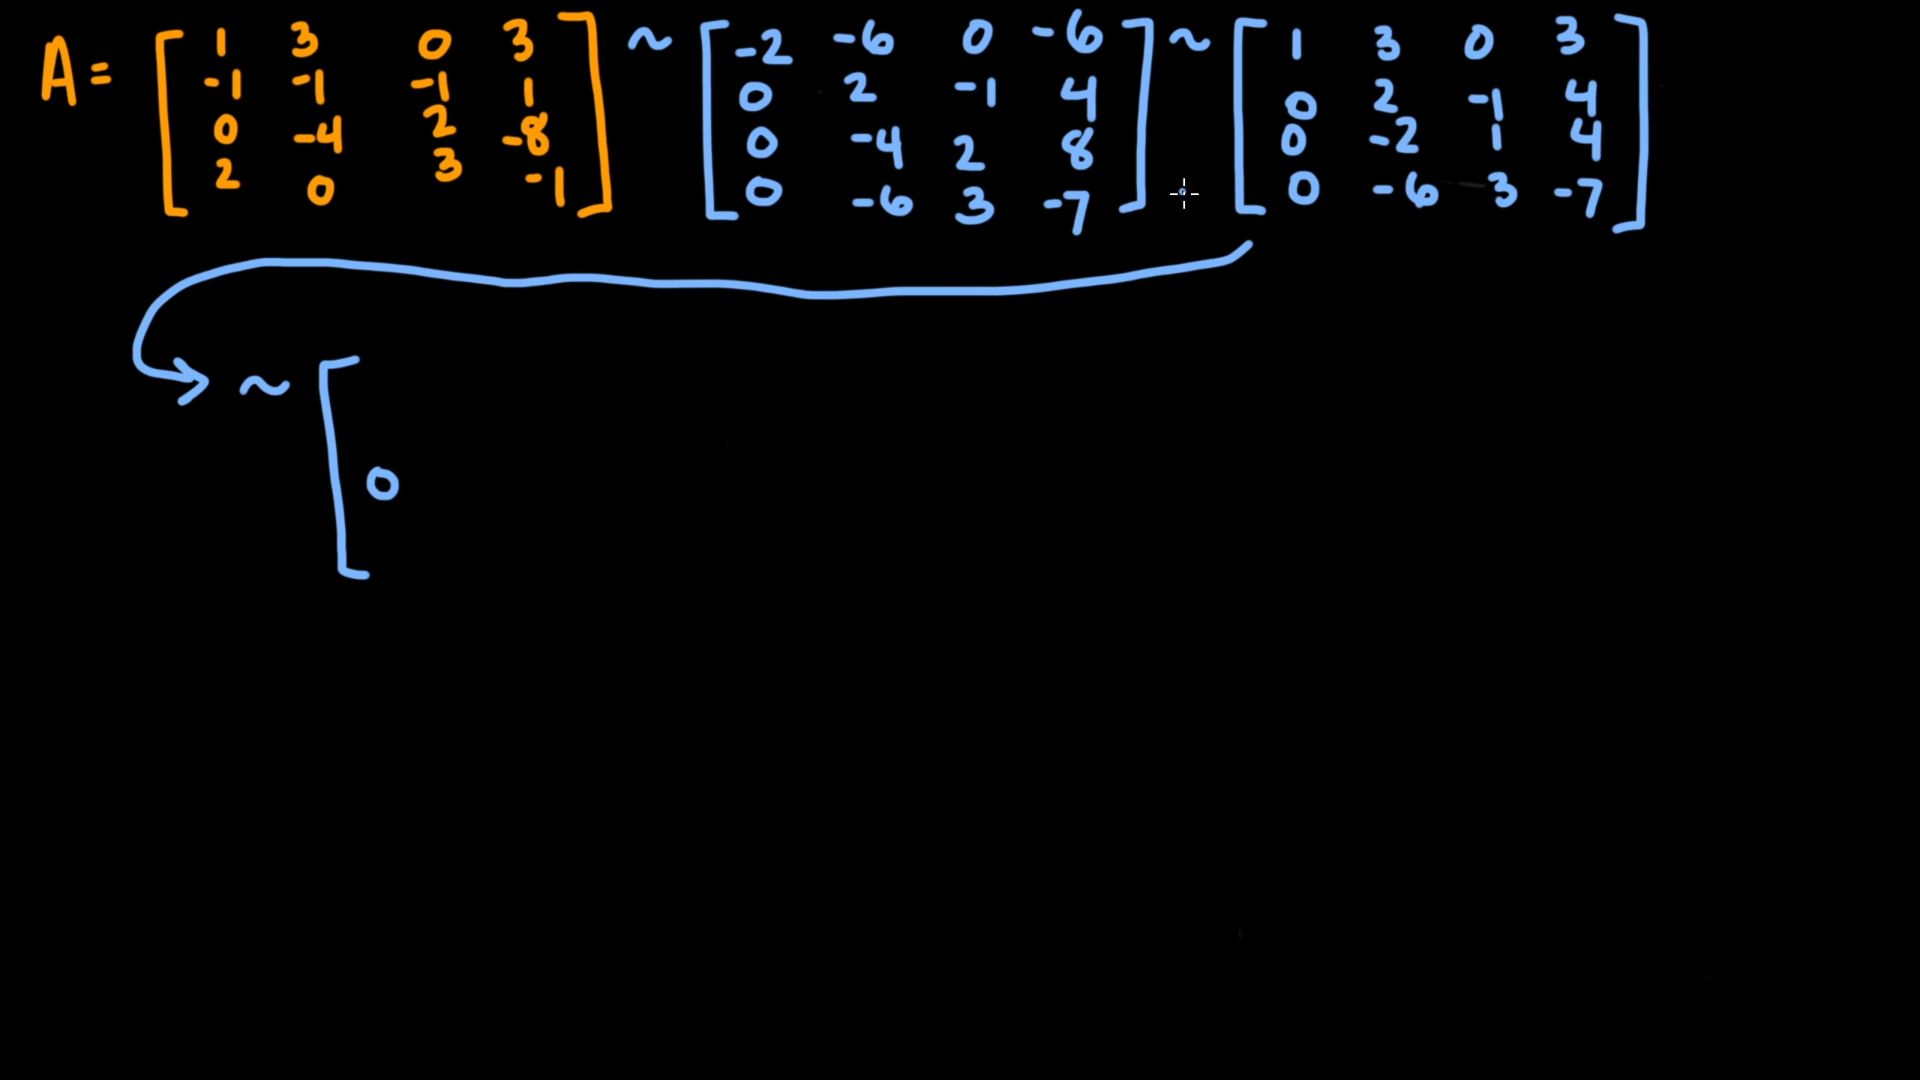 A = [ 1 3 0 3 ] ~ [ -2 -6 0 -6 ] ~ [ 1 3 0 3 ]
-1 -1 -1 1 0 2 -1 4 0 2 -1 4
0 -4 2 -8 0 -4 2 8 0 -2 1 4
2 0 3 -1 0 -6 3 -7 0 -6 3 -7
~ [
0